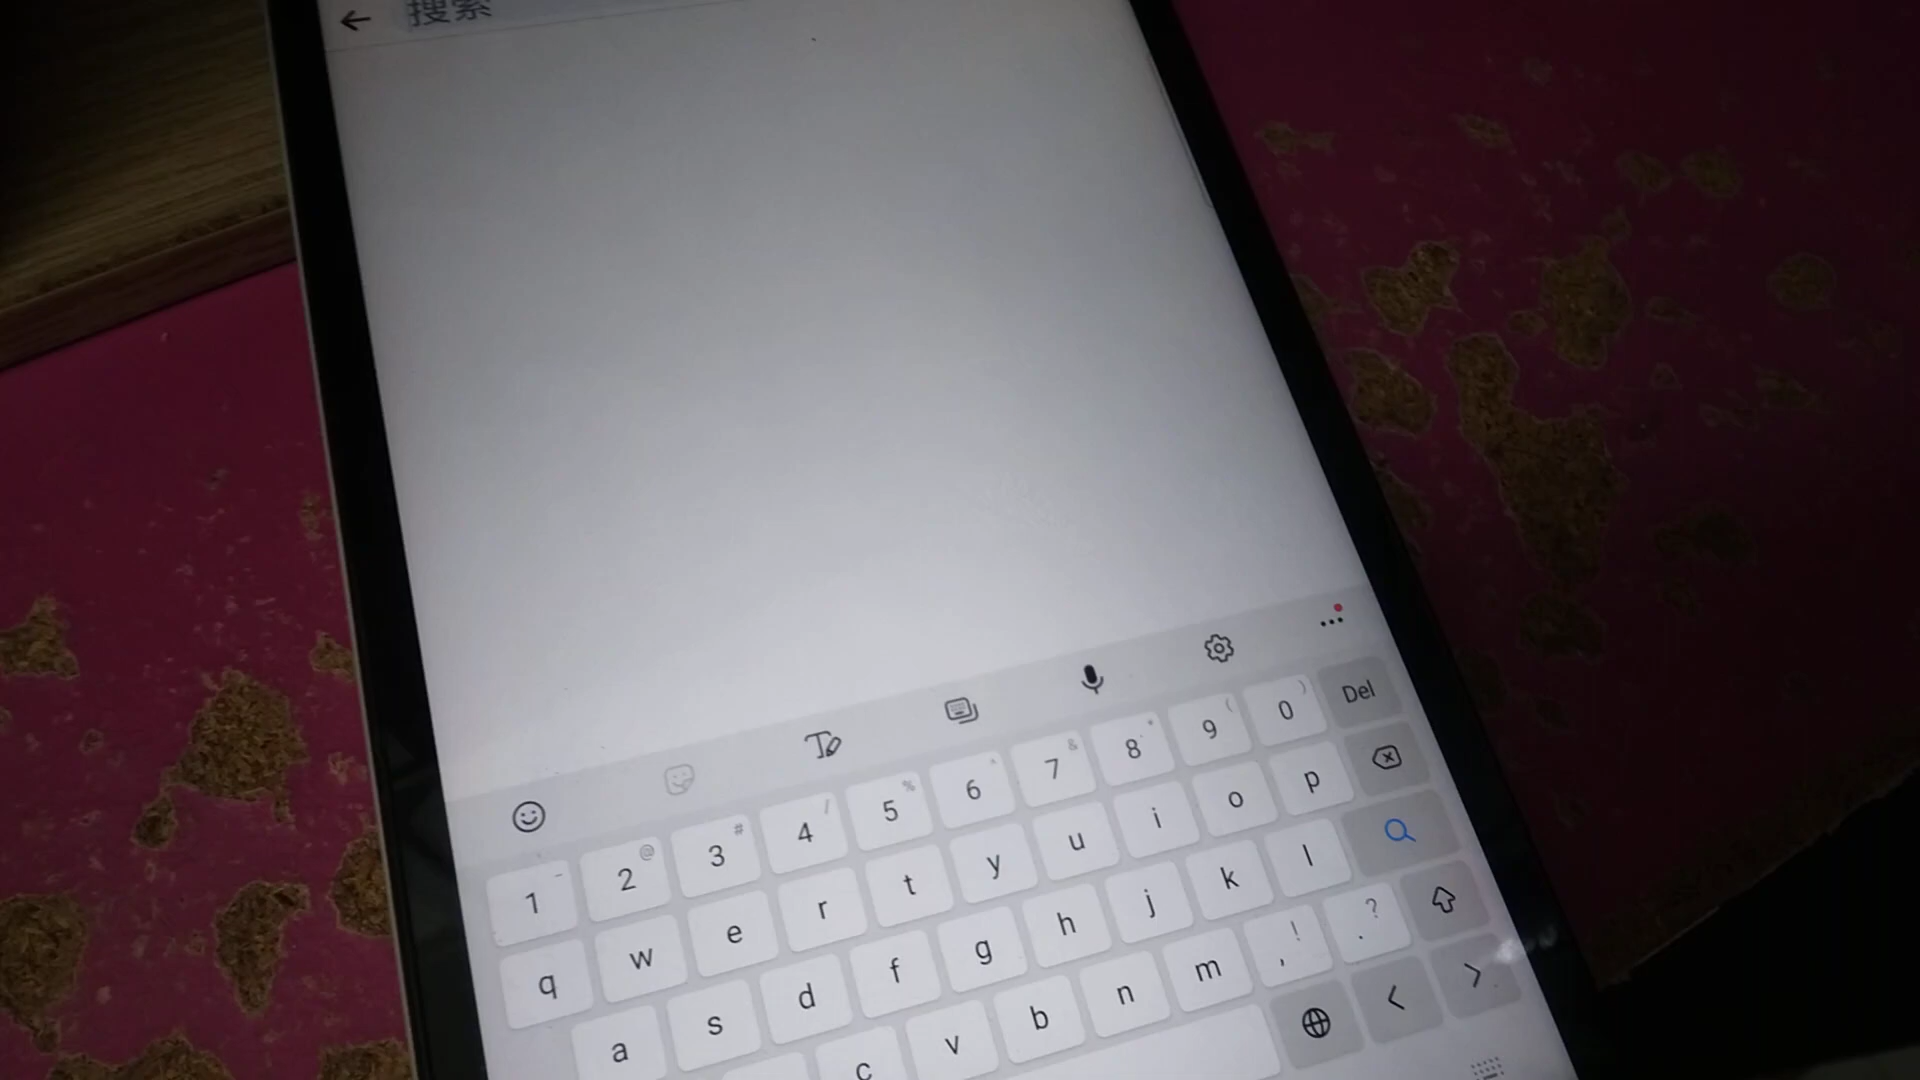 搜索
1 - 2 @ 3 # 4 / 5 % 6 ^ 7 & 8 * 9 ( 0 ) Del
q w e r t y u i o p
a s d f g h j k l
c v b n m , ! . ?
< >